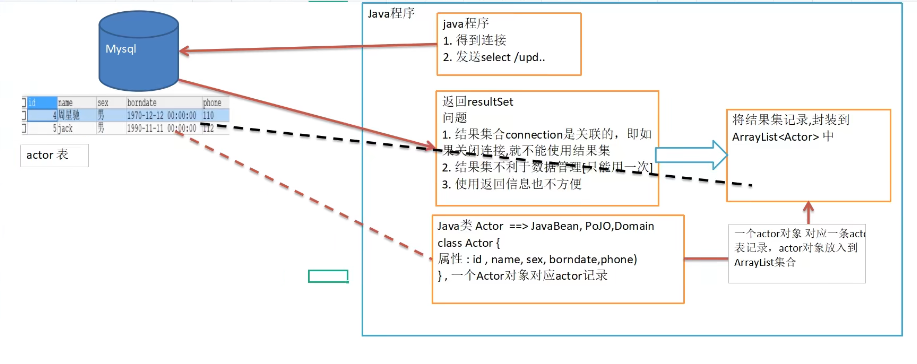 Java程序
java程序
1. 得到连接
2. 发送select /upd..
Mysql
id name sex borndate phone
4 周星驰 男 1970-12-12 00:00:00 110
5 jack 男 1990-11-11 00:00:00 112
actor 表
返回resultSet
问题
1. 结果集合connection是关联的，即如
果关闭连接,就不能使用结果集
2. 结果集不利于数据管理[只能用一次]
3. 使用返回信息也不方便
将结果集记录,封装到
ArrayList<Actor> 中
Java类 Actor ==> JavaBean, PoJO,Domain
class Actor {
属性 : id , name, sex, borndate,phone)
} , 一个Actor对象对应actor记录
一个actor对象 对应一条acto
表记录，actor对象放入到
ArrayList集合